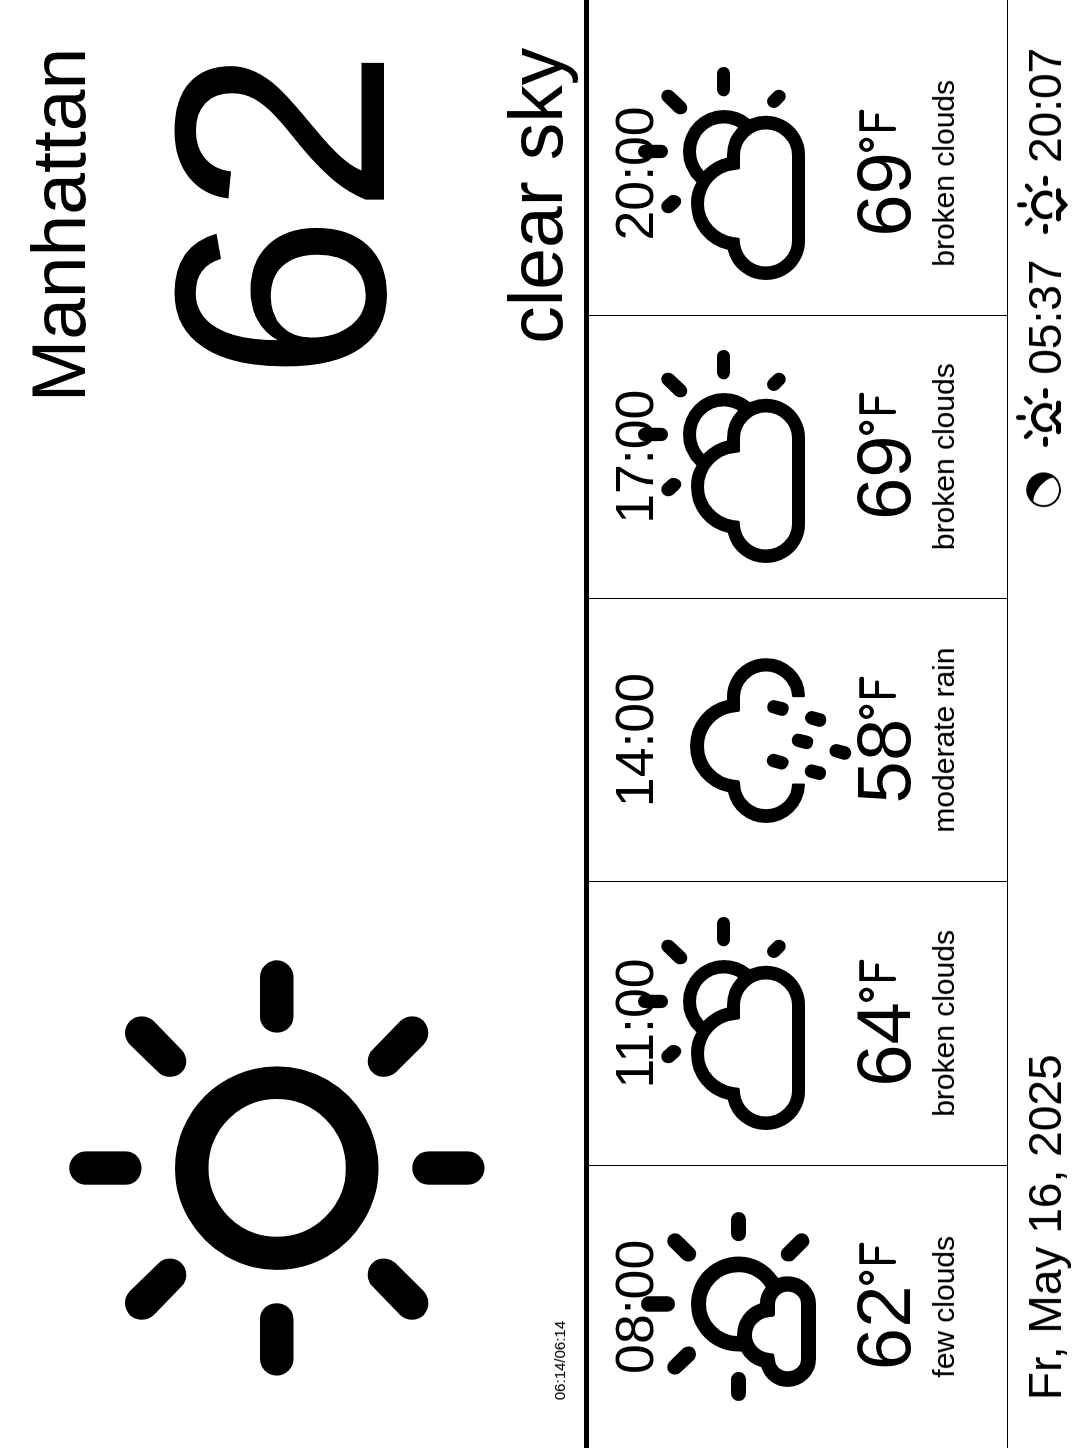 Manhattan
62
clear sky
06:14/06:14
08:00
62°F
few clouds
11:00
64°F
broken clouds
14:00
58°F
moderate rain
17:00
69°F
broken clouds
20:00
69°F
broken clouds
Fr, May 16, 2025
05:37
20:07